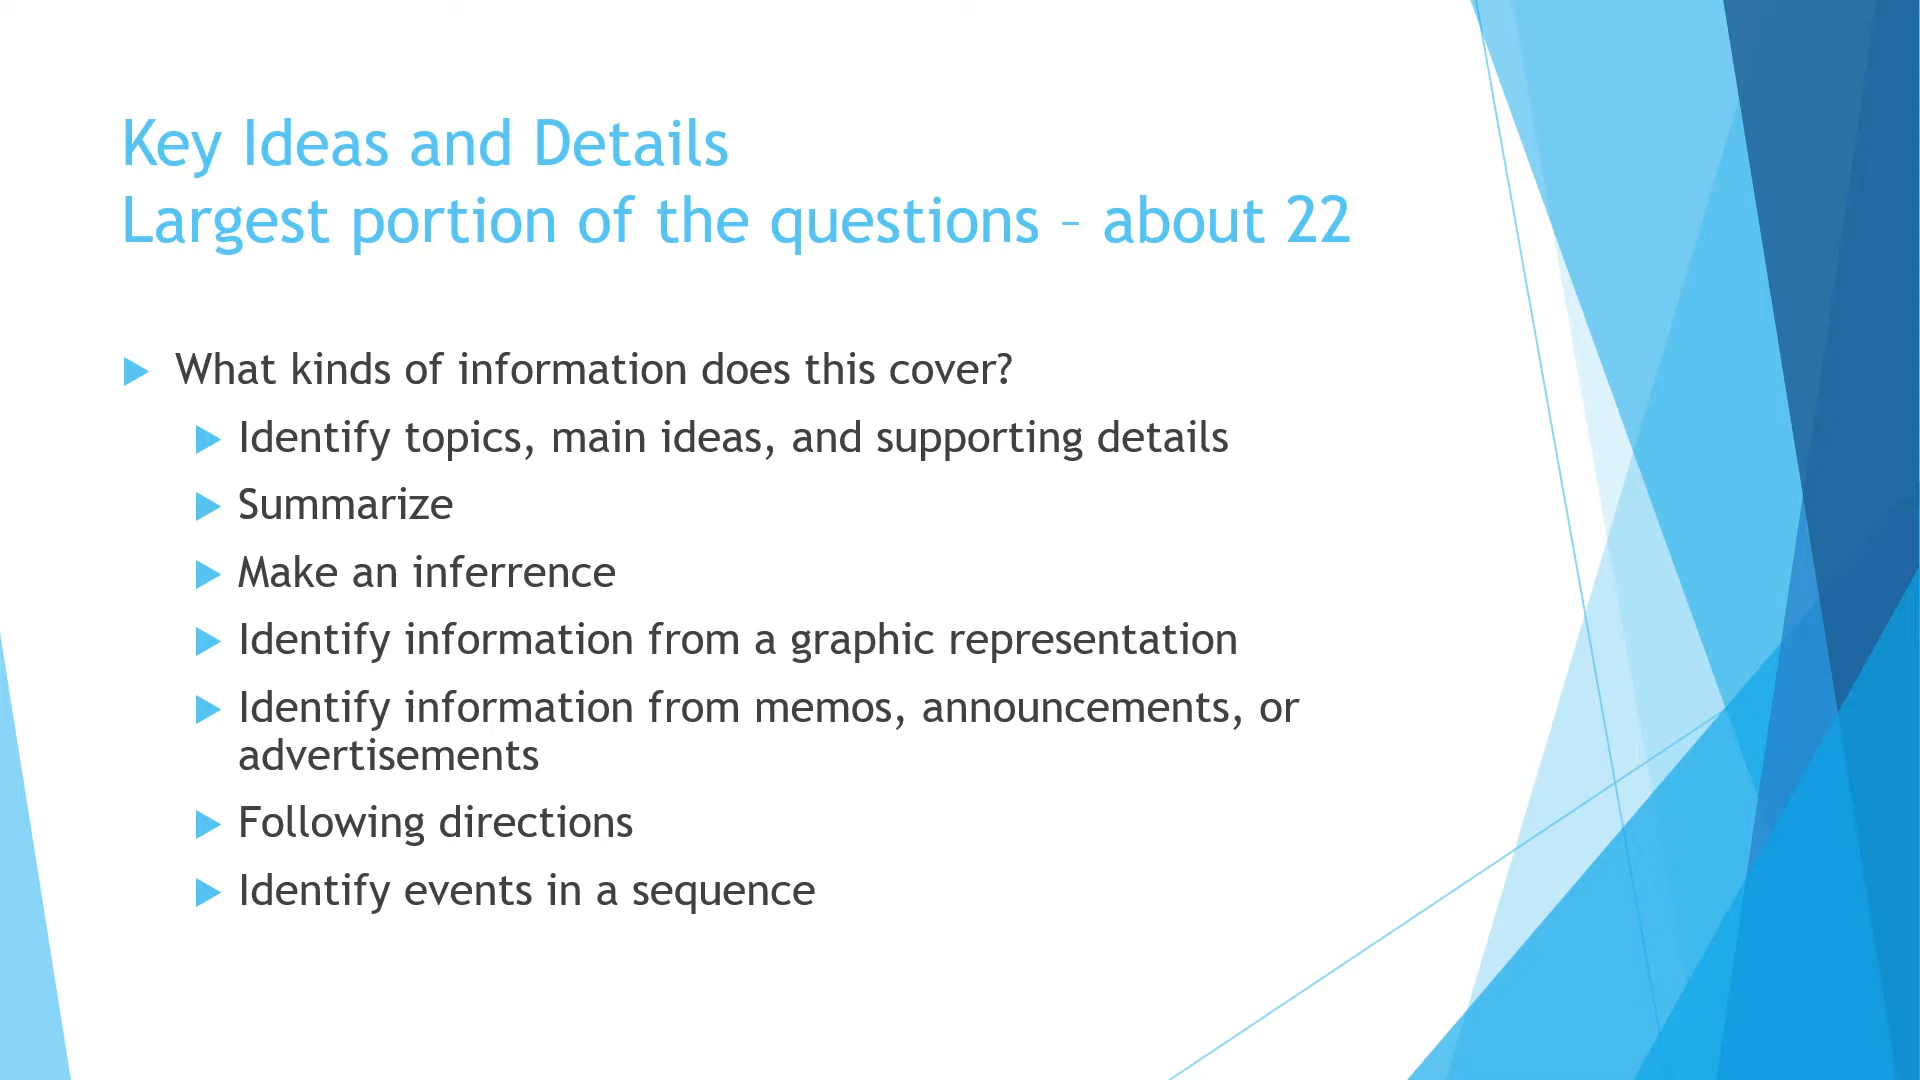 Key Ideas and Details
Largest portion of the questions – about 22
What kinds of information does this cover?
Identify topics, main ideas, and supporting details
Summarize
Make an inferrence
Identify information from a graphic representation
Identify information from memos, announcements, or
advertisements
Following directions
Identify events in a sequence